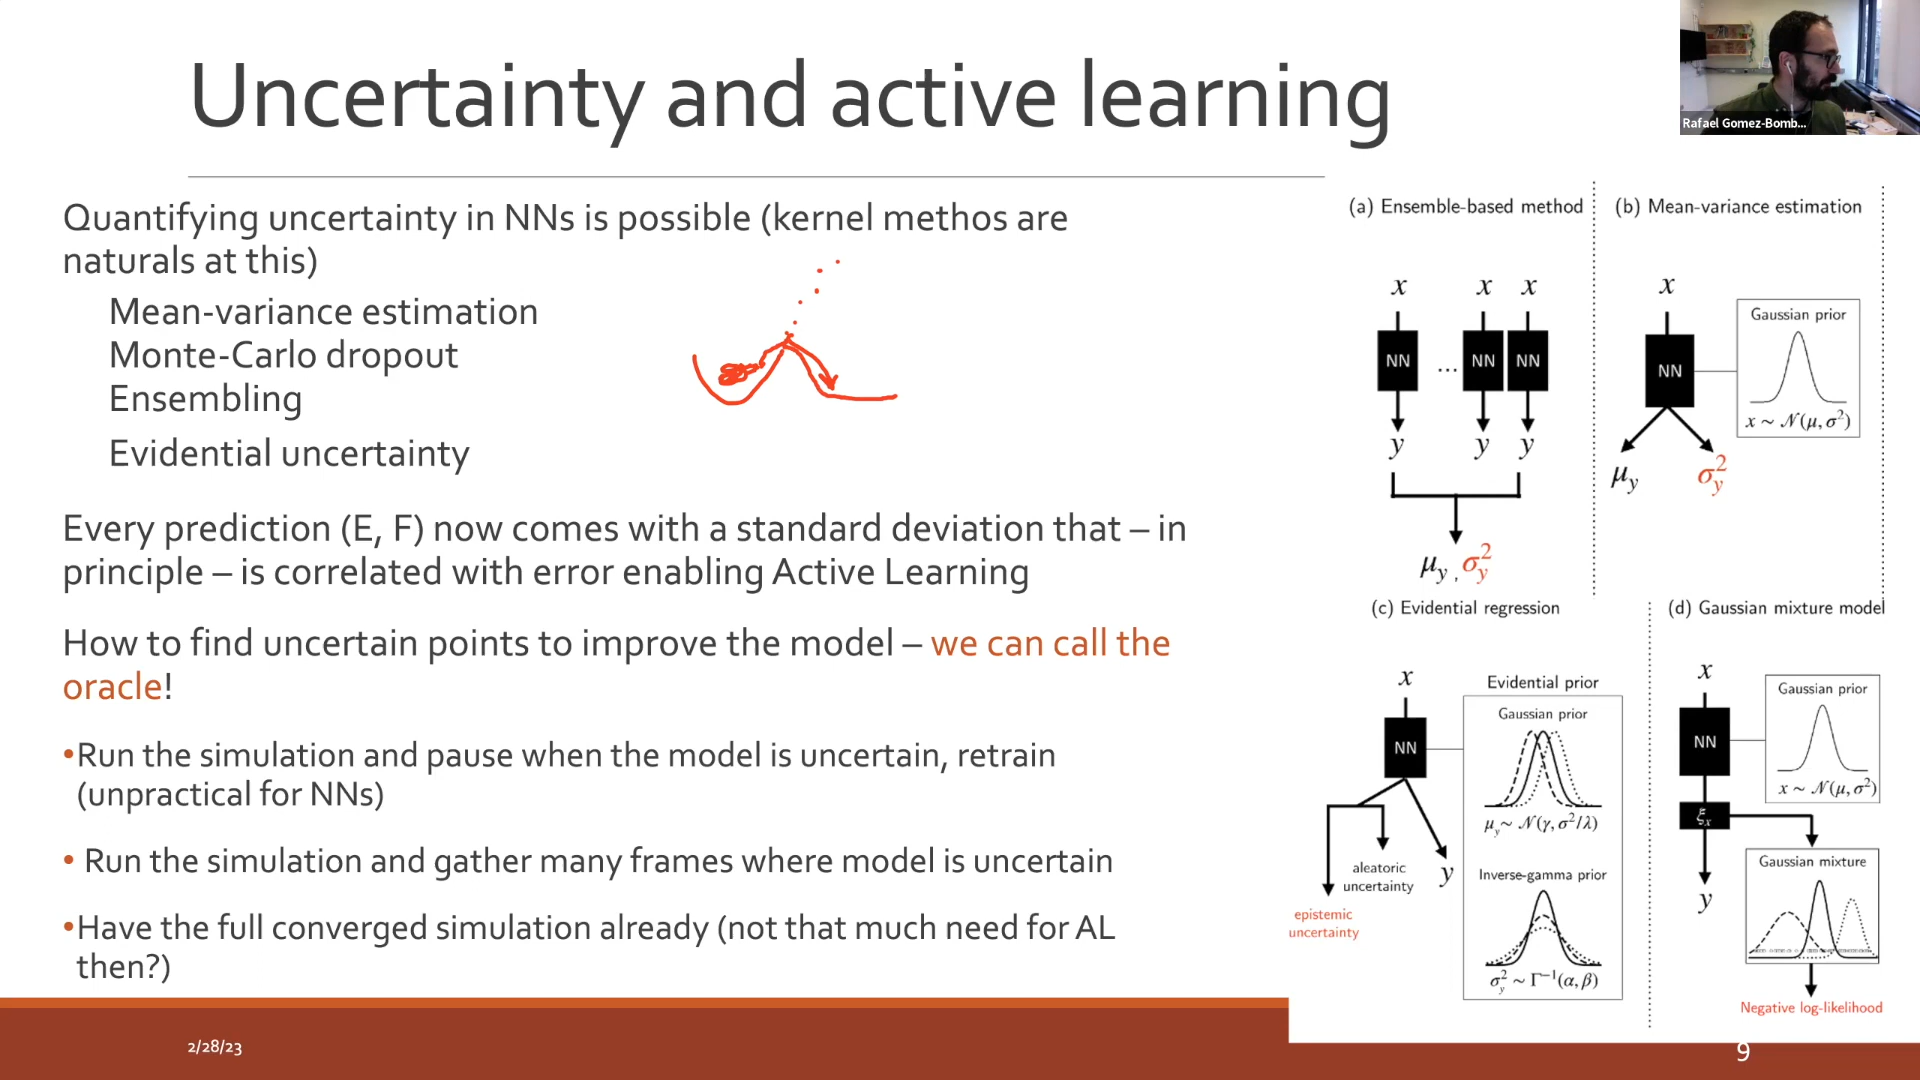 Uncertainty and active learning
Rafael Gomez-Bomb...
Quantifying uncertainty in NNs is possible (kernel methos are
naturals at this)
Mean-variance estimation
Monte-Carlo dropout
Ensembling
Evidential uncertainty
Every prediction (E, F) now comes with a standard deviation that – in
principle – is correlated with error enabling Active Learning
How to find uncertain points to improve the model – we can call the
oracle!
•Run the simulation and pause when the model is uncertain, retrain
(unpractical for NNs)
• Run the simulation and gather many frames where model is uncertain
•Have the full converged simulation already (not that much need for AL
then?)
(a) Ensemble-based method
x x x
NN ... NN NN
y y y
μ_y , σ_y^2
(b) Mean-variance estimation
x
NN
Gaussian prior
x ~ 𝒩(μ, σ²)
μ_y σ_y^2
(c) Evidential regression
x
NN
Evidential prior
Gaussian prior
μ_y ~ 𝒩(γ, σ²/λ)
aleatoric
uncertainty
y
epistemic
uncertainty
Inverse-gamma prior
σ_y^2 ~ Γ⁻¹(α, β)
(d) Gaussian mixture model
x
NN
Gaussian prior
x ~ 𝒩(μ, σ²)
ξ_x
Gaussian mixture
y
Negative log-likelihood
2/28/23
9